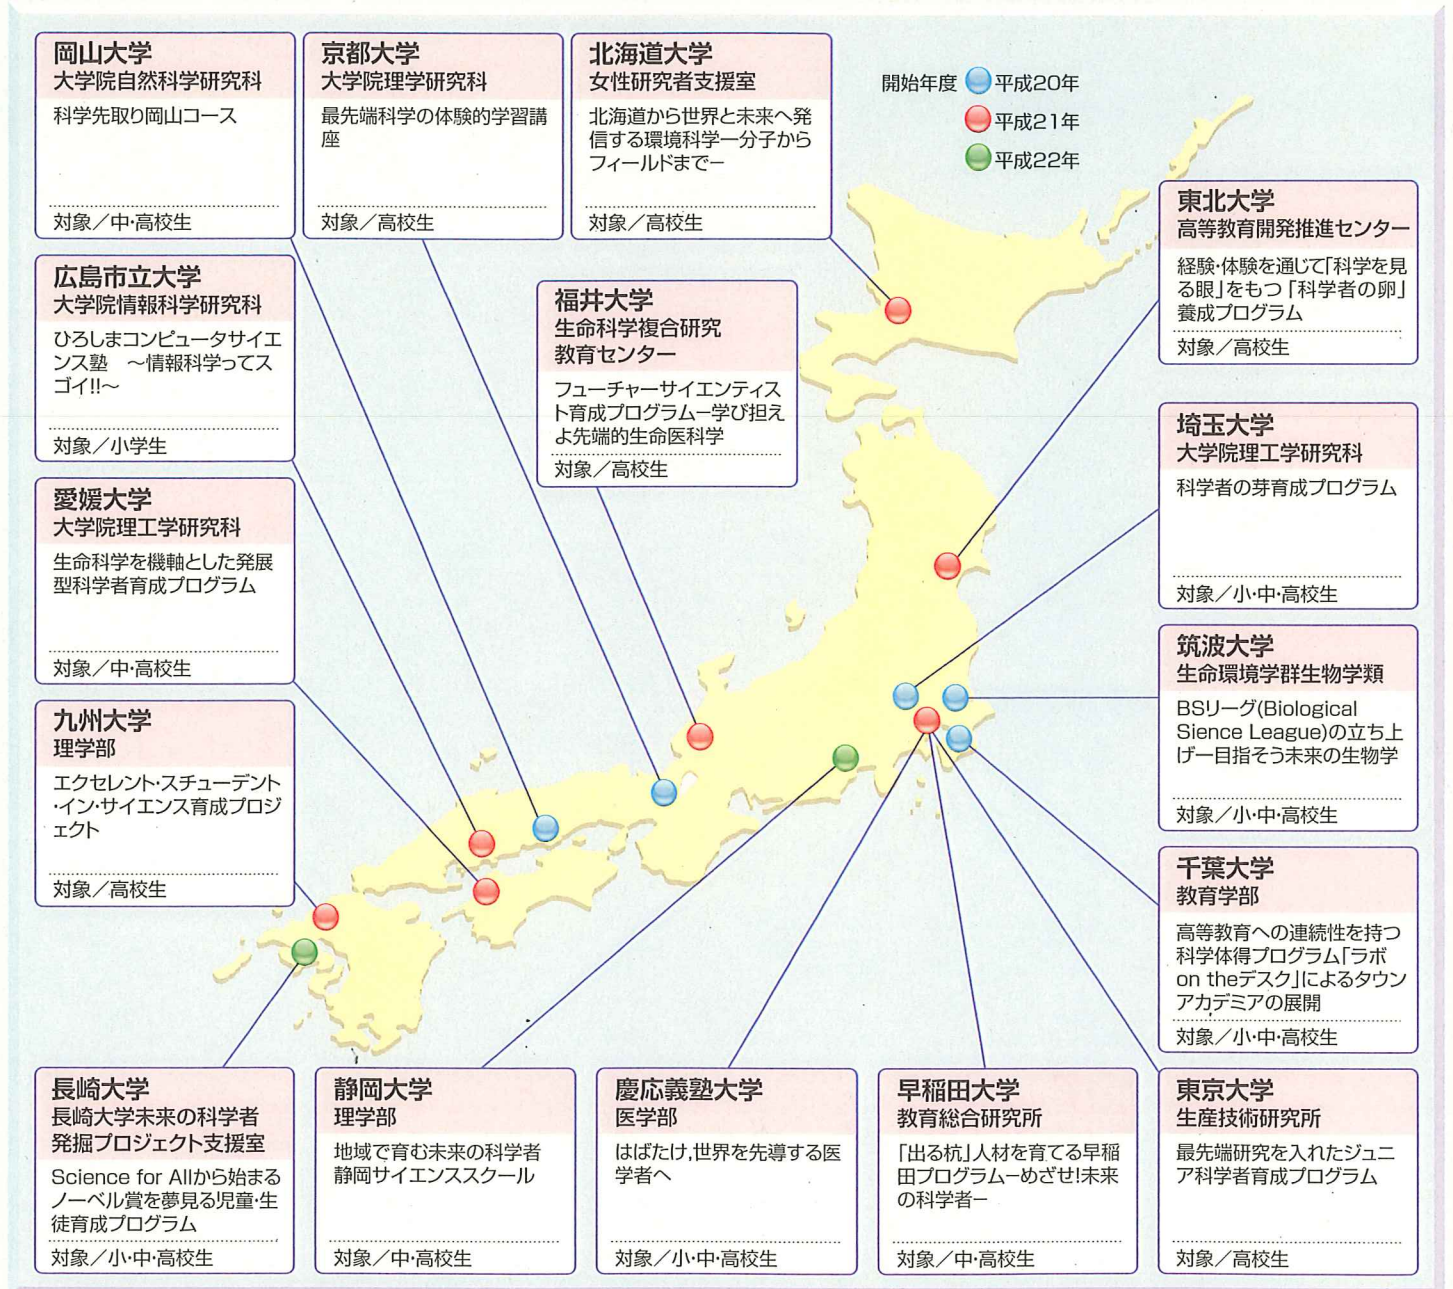 岡山大学
大学院自然科学研究科
科学先取り岡山コース
対象／中・高校生
京都大学
大学院理学研究科
最先端科学の体験的学習講
座
対象／高校生
北海道大学
女性研究者支援室
北海道から世界と未来へ発
信する環境科学ー分子から
フィールドまでー
対象／高校生
開始年度 平成20年
平成21年
平成22年
東北大学
高等教育開発推進センター
経験・体験を通じて「科学を見
る眼」をもつ「科学者の卵」
養成プログラム
対象／高校生
広島市立大学
大学院情報科学研究科
ひろしまコンピュータサイエ
ンス塾　～情報科学ってス
ゴイ!!～
対象／小学生
福井大学
生命科学複合研究
教育センター
フューチャーサイエンティス
ト育成プログラムー学び担え
よ先端的生命医科学
対象／高校生
埼玉大学
大学院理工学研究科
科学者の芽育成プログラム
対象／小・中・高校生
愛媛大学
大学院理工学研究科
生命科学を機軸とした発展
型科学者育成プログラム
対象／中・高校生
筑波大学
生命環境学群生物学類
BSリーグ(Biological
Sience League)の立ち上
げー目指そう未来の生物学
対象／小・中・高校生
九州大学
理学部
エクセレント・スチューデント
・イン・サイエンス育成プロジ
ェクト
対象／高校生
千葉大学
教育学部
高等教育への連続性を持つ
科学体得プログラム「ラボ
on theデスク」によるタウン
アカデミアの展開
対象／小・中・高校生
長崎大学
長崎大学未来の科学者
発掘プロジェクト支援室
Science for Allから始まる
ノーベル賞を夢見る児童・生
徒育成プログラム
対象／小・中・高校生
静岡大学
理学部
地域で育む未来の科学者
静岡サイエンススクール
対象／中・高校生
慶応義塾大学
医学部
はばたけ,世界を先導する医
学者へ
対象／小・中・高校生
早稲田大学
教育総合研究所
「出る杭」人材を育てる早稲
田プログラムーめざせ!未来
の科学者ー
対象／中・高校生
東京大学
生産技術研究所
最先端研究を入れたジュニ
ア科学者育成プログラム
対象／高校生